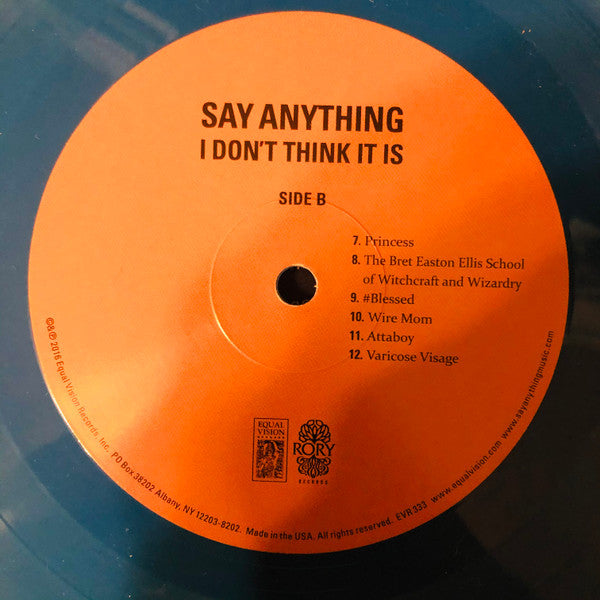 SAY ANYTHING
I DON'T THINK IT IS
SIDE B
7. Princess
8. The Bret Easton Ellis School
of Witchcraft and Wizardry
9. #Blessed
10. Wire Mom
11. Attaboy
12. Varicose Visage
EQUAL
VISION
RECORDS
RORY
RECORDS
©&℗ 2016 Equal Vision Records, Inc. PO Box 38202 Albany, NY 12203-8202. Made in the USA. All rights reserved. EVR333 www.equalvision.com www.sayanythingmusic.com